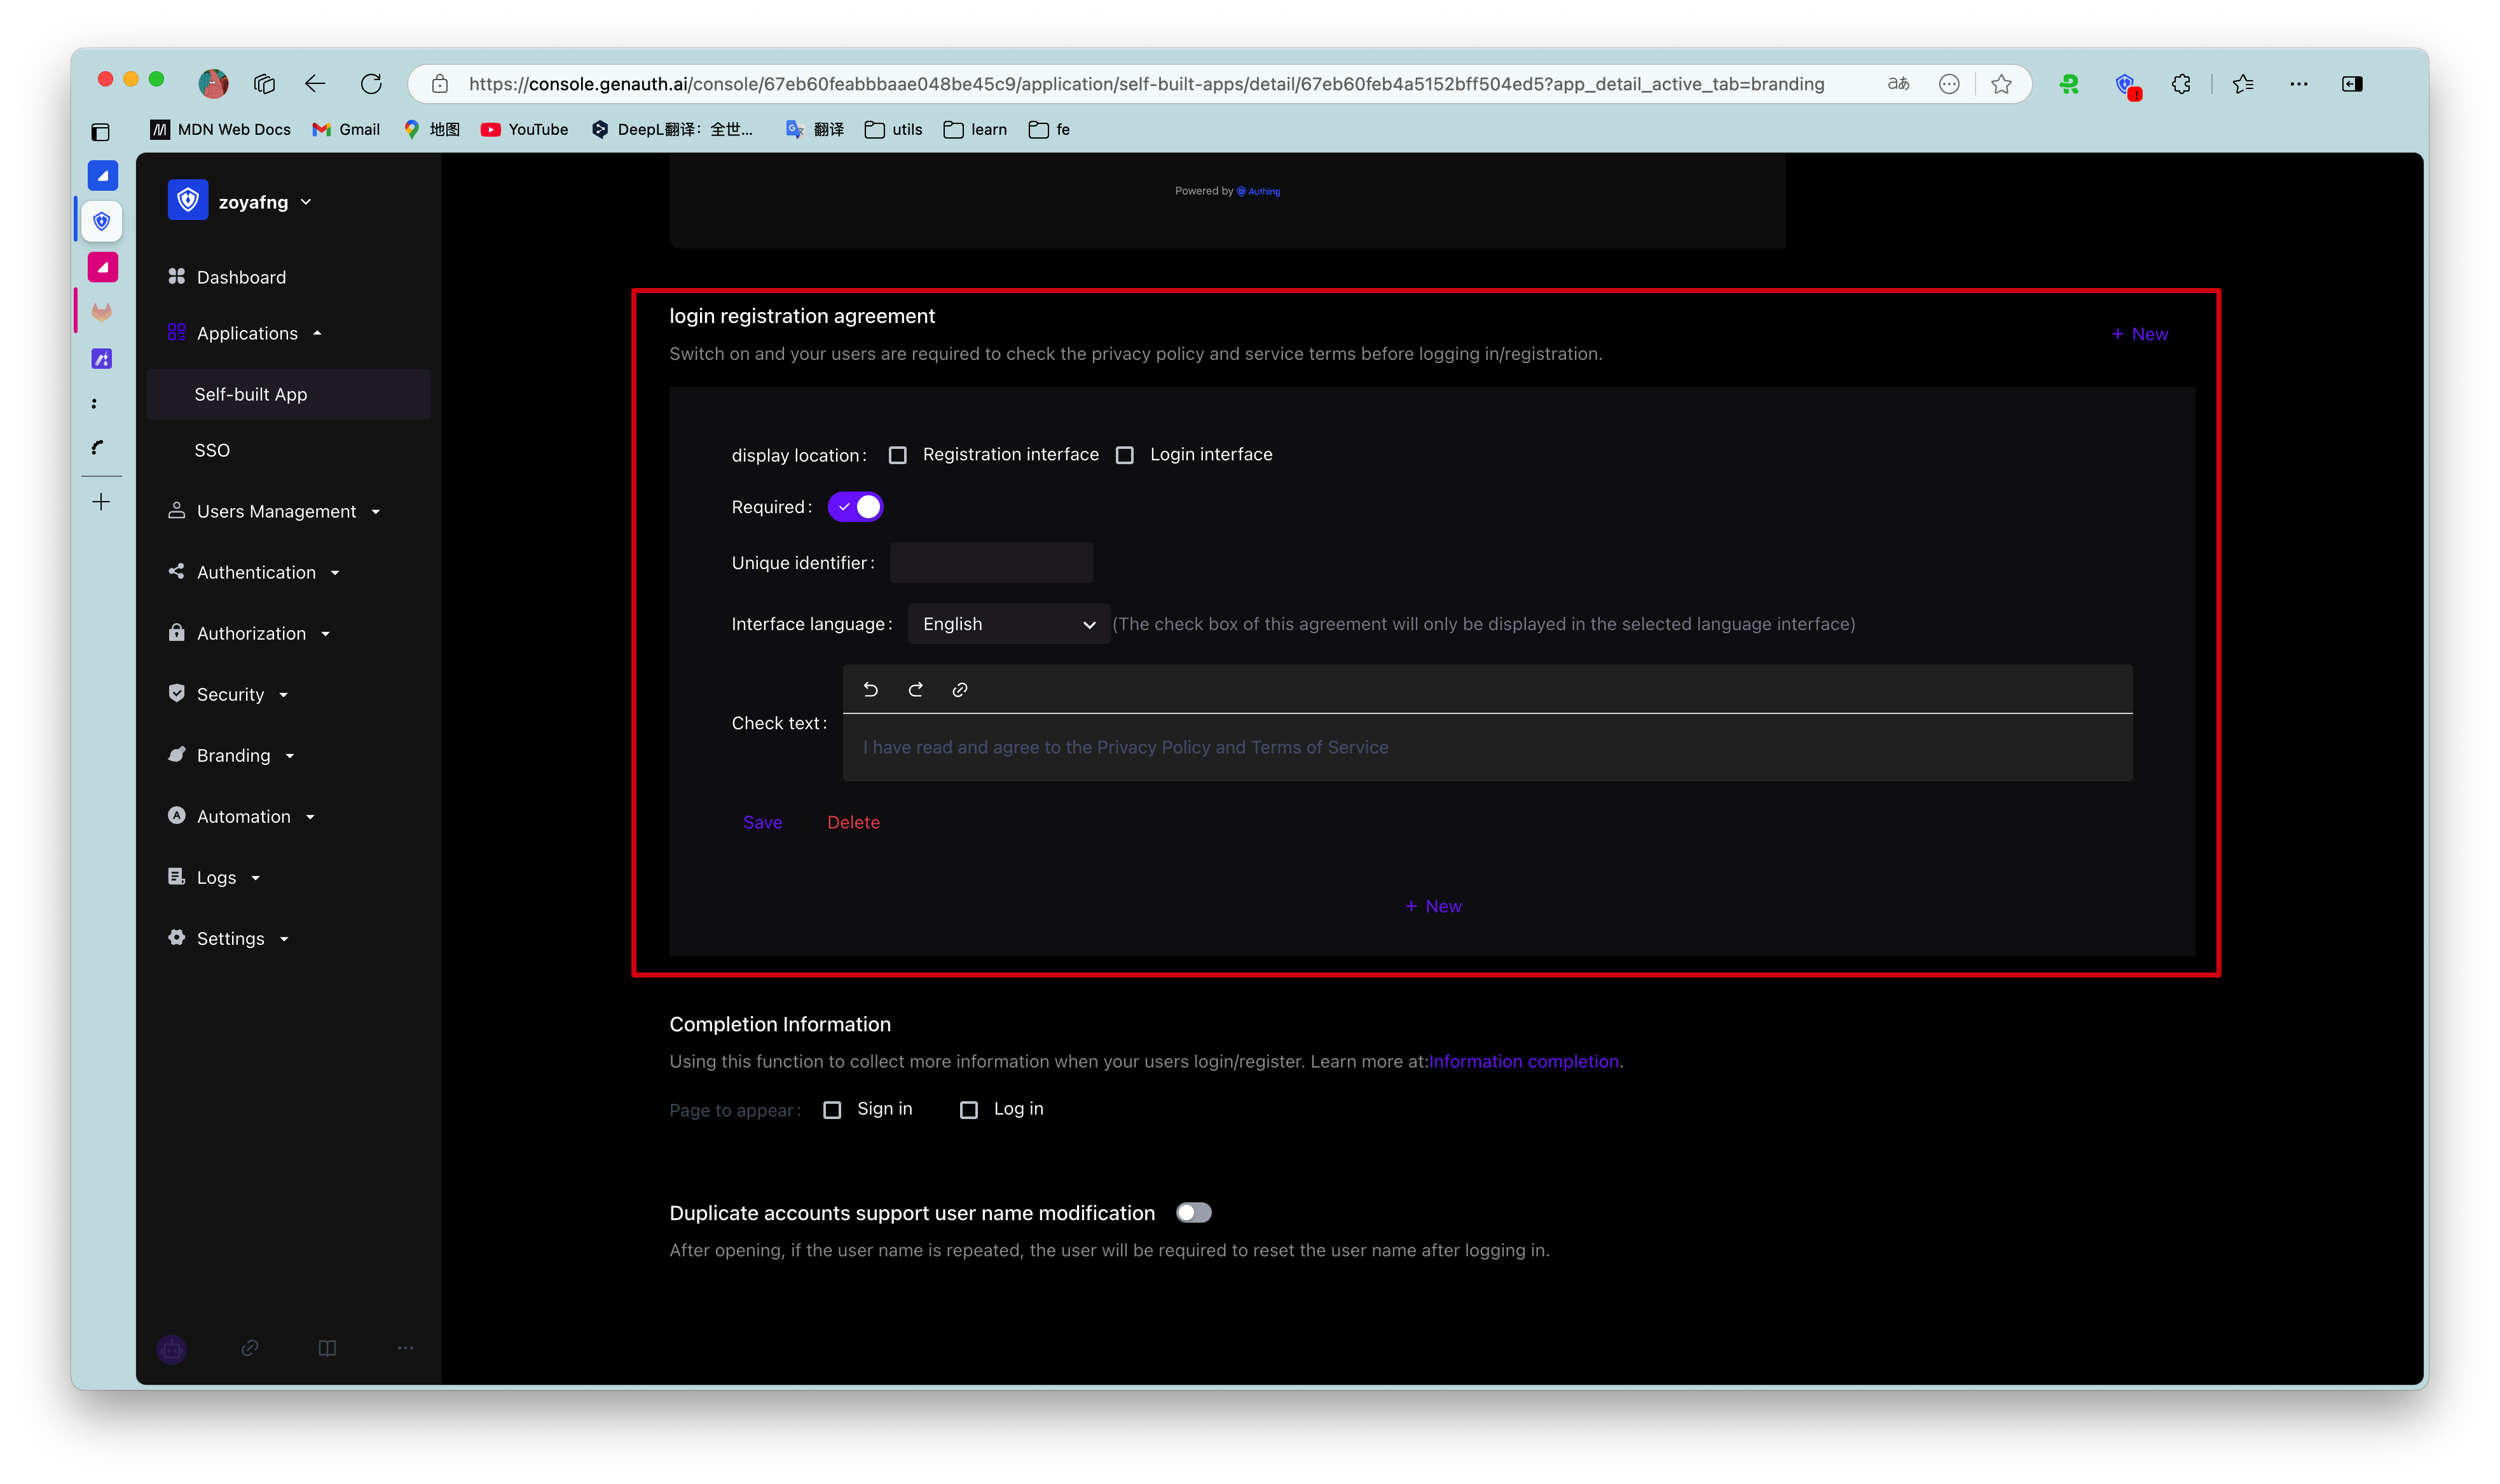 https://console.genauth.ai/console/67eb60feabbbaae048be45c9/application/self-built-apps/detail/67eb60feb4a5152bff504ed5?app_detail_active_tab=branding
aあ
MDN Web Docs
Gmail
地图
YouTube
DeepL翻译：全世...
翻译
utils
learn
fe
zoyafng
Dashboard
Applications
Self-built App
SSO
Users Management
Authentication
Authorization
Security
Branding
Automation
Logs
Settings
Powered by Authing
login registration agreement
+ New
Switch on and your users are required to check the privacy policy and service terms before logging in/registration.
display location: Registration interface Login interface
Required:
Unique identifier:
Interface language: English (The check box of this agreement will only be displayed in the selected language interface)
Check text:
I have read and agree to the Privacy Policy and Terms of Service
Save Delete
+ New
Completion Information
Using this function to collect more information when your users login/register. Learn more at:Information completion.
Page to appear: Sign in Log in
Duplicate accounts support user name modification
After opening, if the user name is repeated, the user will be required to reset the user name after logging in.